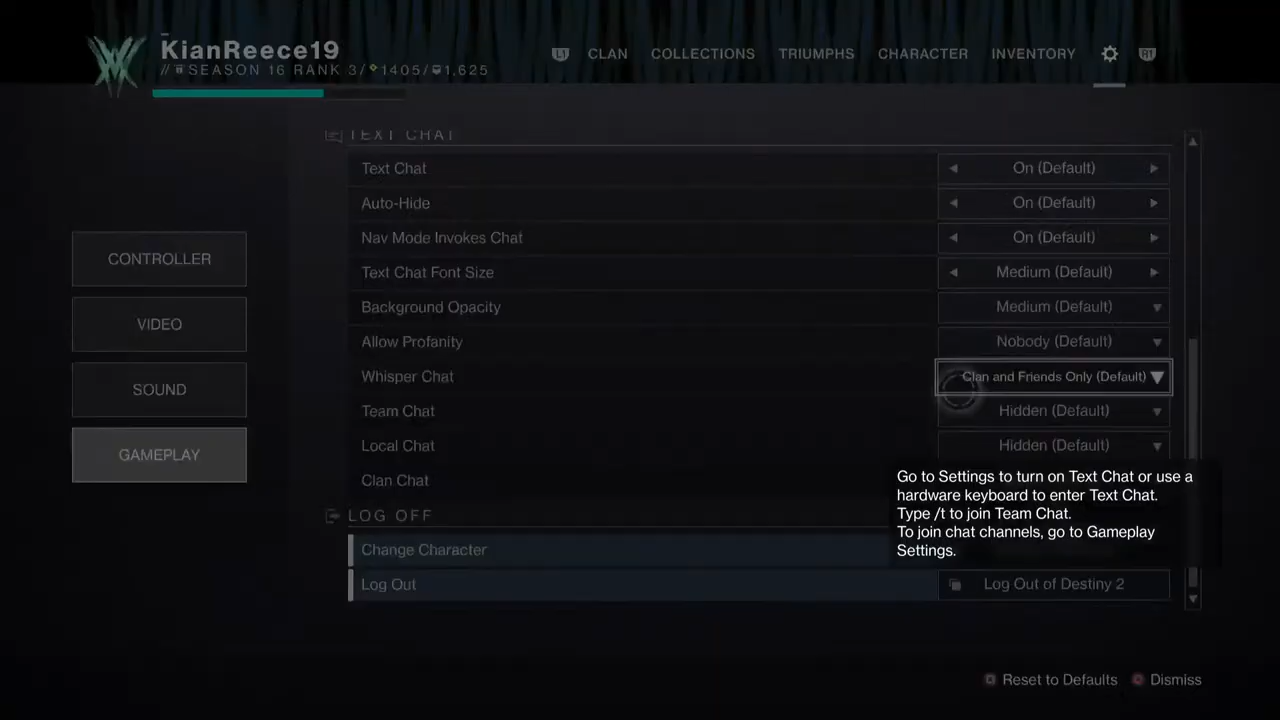 KianReece19
// SEASON 16 RANK 3/ 1405/ 1,625
L1 CLAN COLLECTIONS TRIUMPHS CHARACTER INVENTORY R1
TEXT CHAT
Text Chat On (Default)
Auto-Hide On (Default)
Nav Mode Invokes Chat On (Default)
Text Chat Font Size Medium (Default)
Background Opacity Medium (Default)
Allow Profanity Nobody (Default)
Whisper Chat Clan and Friends Only (Default)
Team Chat Hidden (Default)
Local Chat Hidden (Default)
Clan Chat
LOG OFF
Change Character
Log Out Log Out of Destiny 2
CONTROLLER
VIDEO
SOUND
GAMEPLAY
Go to Settings to turn on Text Chat or use a
hardware keyboard to enter Text Chat.
Type /t to join Team Chat.
To join chat channels, go to Gameplay
Settings.
Reset to Defaults Dismiss